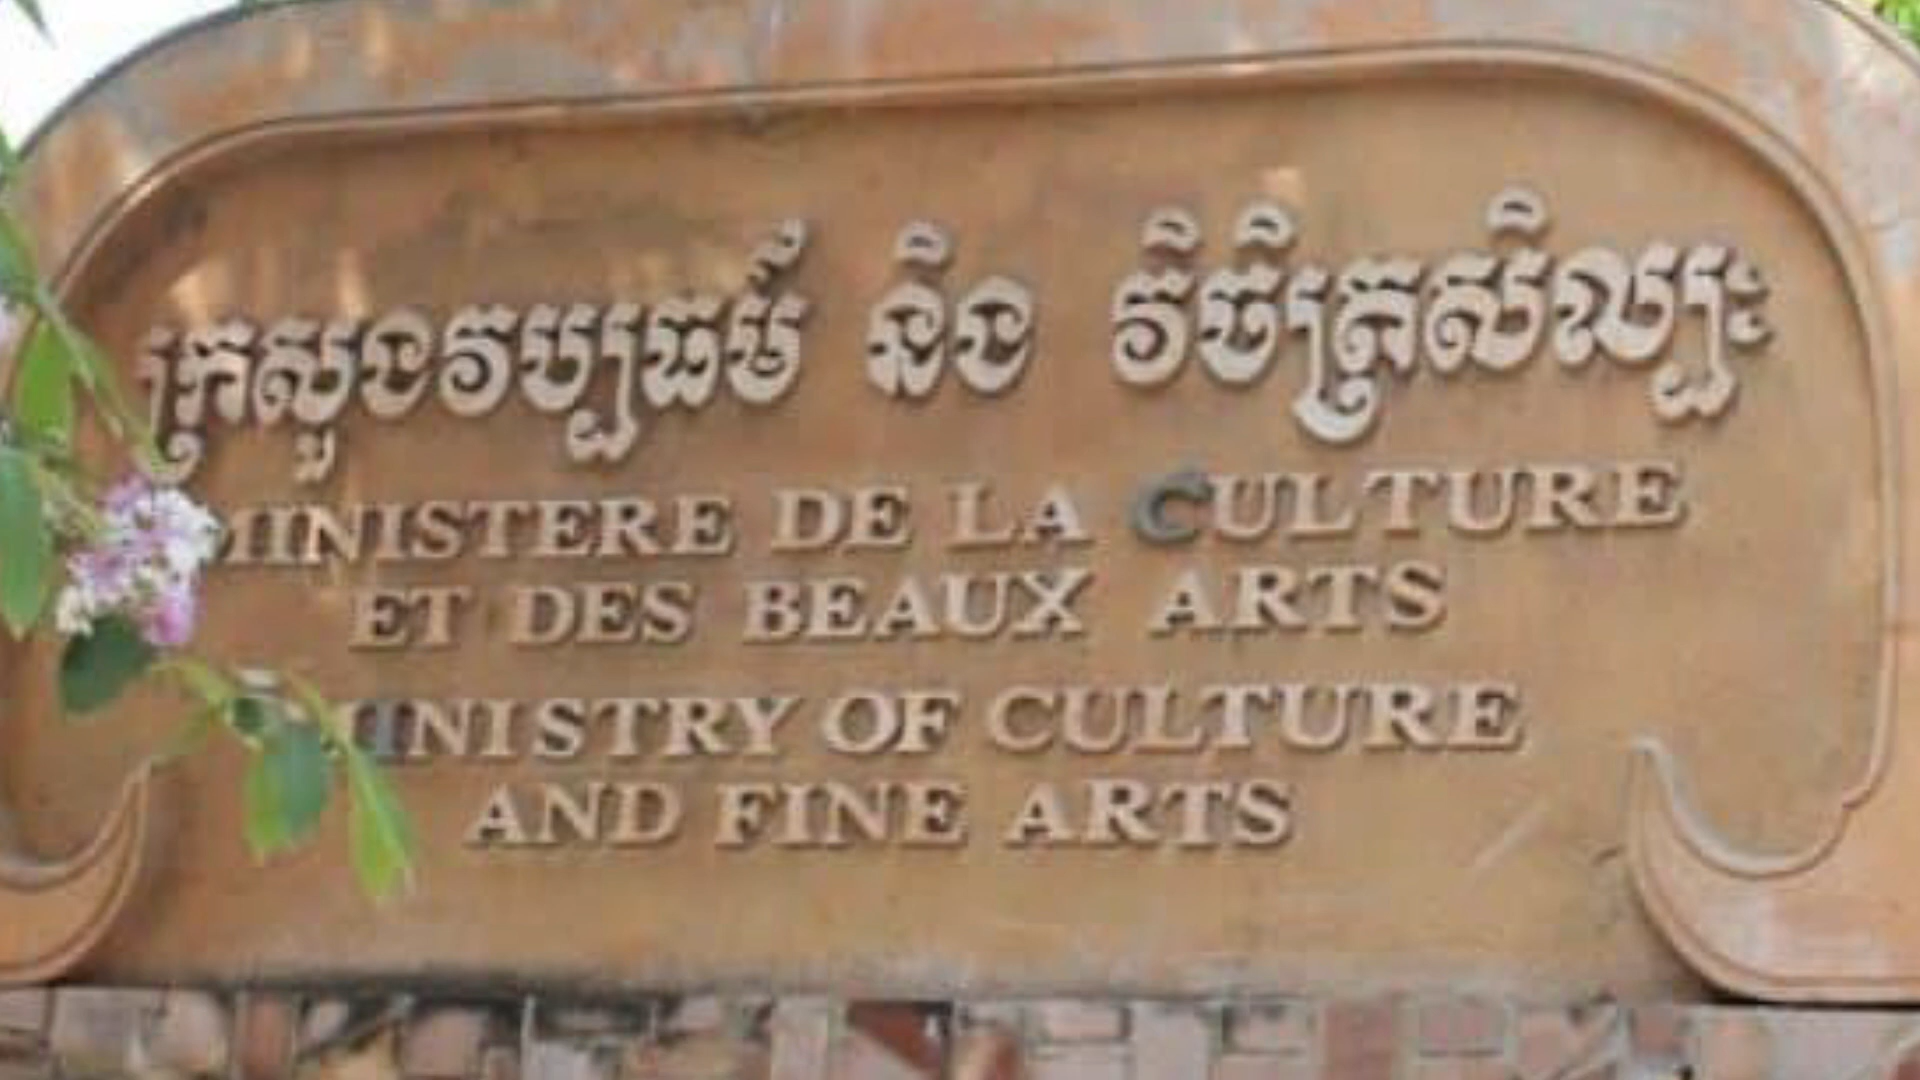 ក្រសួងវប្បធម៌ និង វិចិត្រសិល្បៈ
MINISTERE DE LA CULTURE
ET DES BEAUX ARTS
MINISTRY OF CULTURE
AND FINE ARTS